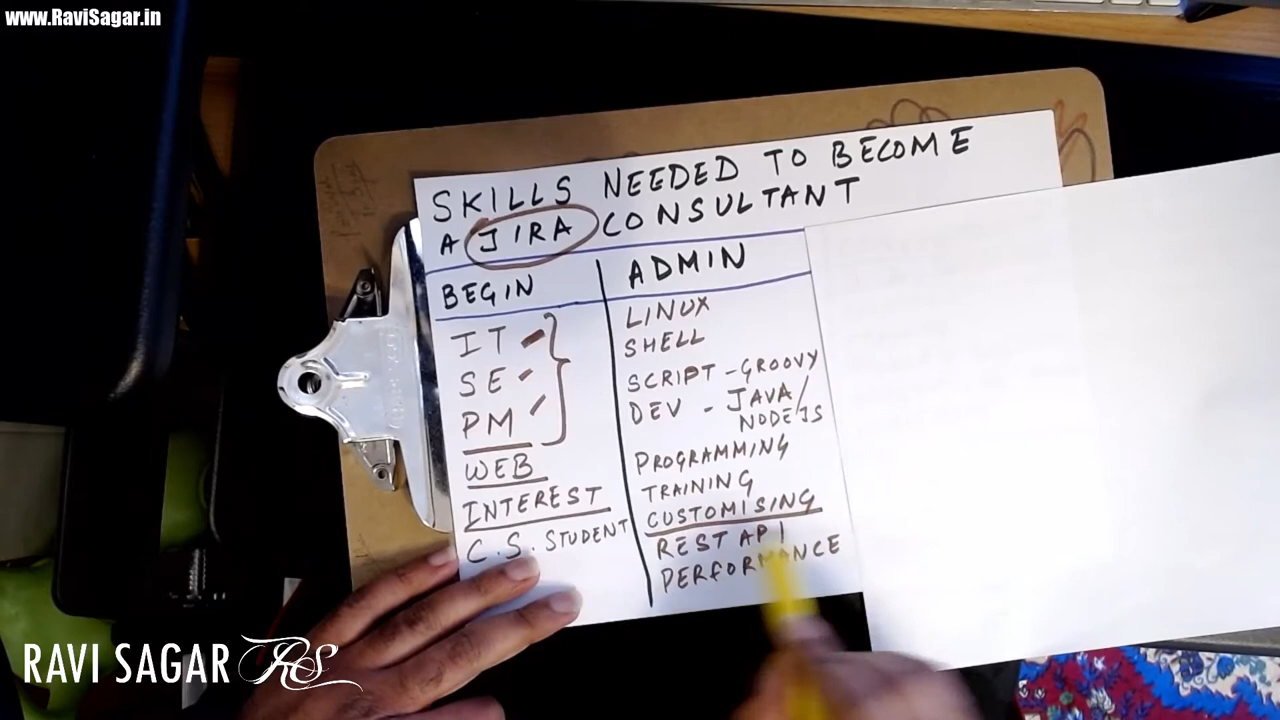 www.RaviSagar.in
SKILLS NEEDED TO BECOME
A JIRA CONSULTANT
BEGIN
IT
SE
PM
WEB
INTEREST
C.S. STUDENT
ADMIN
LINUX
SHELL
SCRIPT - GROOVY
DEV - JAVA/
NODEJS
PROGRAMMING
TRAINING
CUSTOMISING
REST API
PERFORMANCE
RAVI SAGAR RS